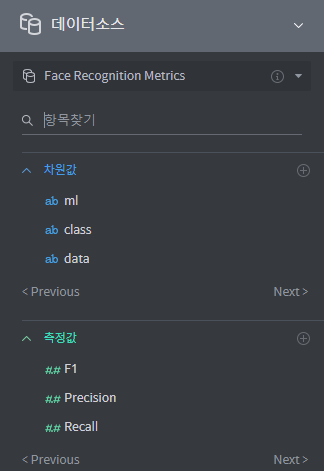 데이터소스
Face Recognition Metrics
항목찾기
차원값
ab ml
ab class
ab data
< Previous Next >
측정값
#.# F1
#.# Precision
#.# Recall
< Previous Next >